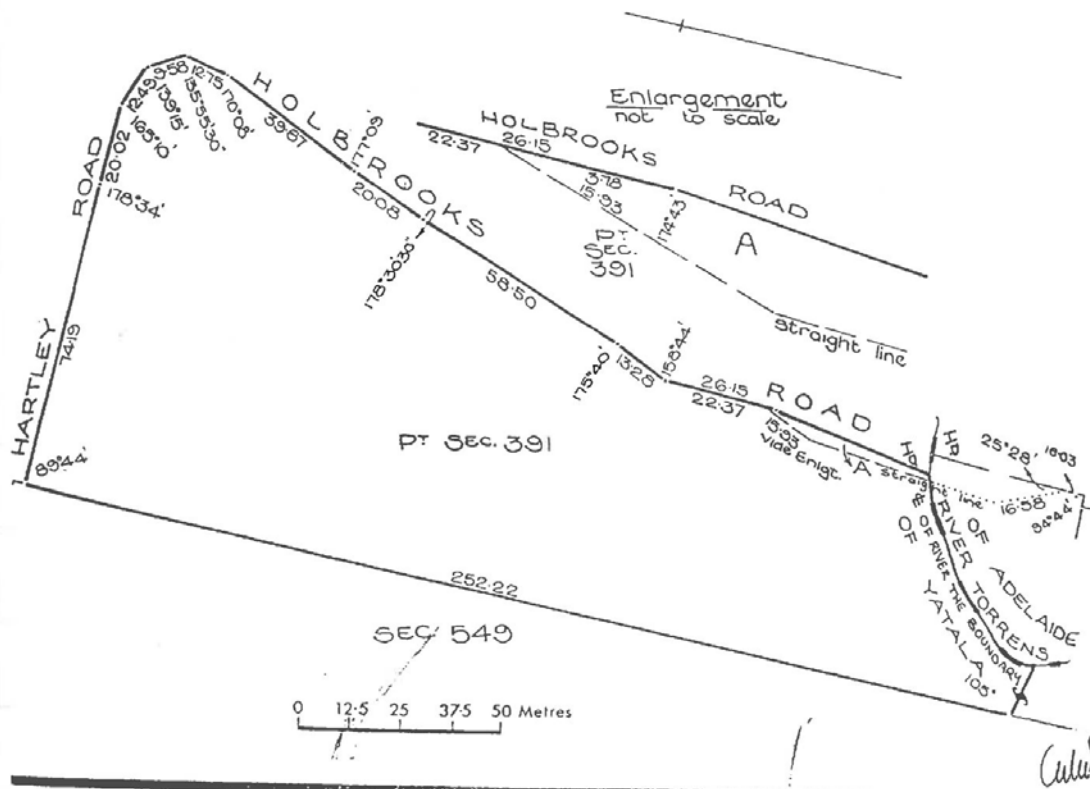 Enlargement
not to scale
HOLBROOKS ROAD
22·37
26·15
3·78
15·93
174°43'
A
PT
SEC.
391
straight line
HOLBROOKS ROAD
12·49
9·58
12·75
170°08'
135°55'30"
139°15'
165°10'
39·87
177°09'
20·08
178°30'30"
58·50
175°40'
13·28
158°44'
26·15
22·37
15·93
Vide Enlgt.
A
straight line
HARTLEY ROAD
20·02
178°34'
74·19
89°44'
PT SEC. 391
252·22
SEC 549
HD
HD
25°28'
16·58
94°44'
OF ADELAIDE
RIVER TORRENS
OF RIVER THE BOUNDARY
OF YATALA
105°
0 12·5 25 37·5 50 Metres